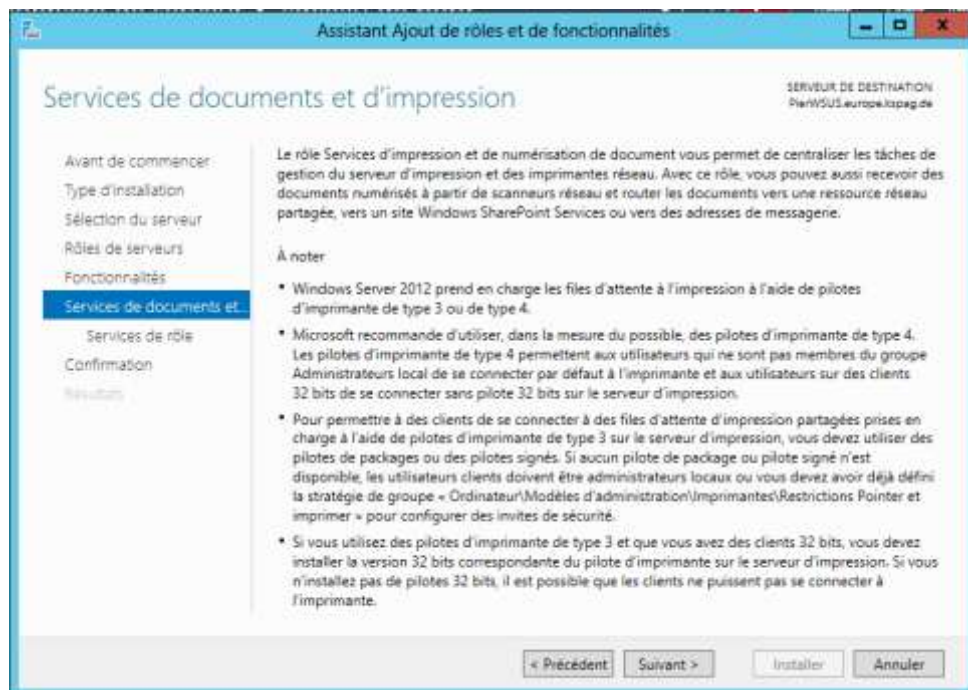 Assistant Ajout de rôles et de fonctionnalités
Services de documents et d'impression
SERVEUR DE DESTINATION
PierWSUS.europe.kspag.de
Avant de commencer
Type d'installation
Sélection du serveur
Rôles de serveurs
Fonctionnalités
Services de documents et...
Services de rôle
Confirmation
Résultats
Le rôle Services d'impression et de numérisation de document vous permet de centraliser les tâches de
gestion du serveur d'impression et des imprimantes réseau. Avec ce rôle, vous pouvez aussi recevoir des
documents numérisés à partir de scanneurs réseau et router les documents vers une ressource réseau
partagée, vers un site Windows SharePoint Services ou vers des adresses de messagerie.
À noter
• Windows Server 2012 prend en charge les files d'attente à l'impression à l'aide de pilotes
d'imprimante de type 3 ou de type 4.
• Microsoft recommande d'utiliser, dans la mesure du possible, des pilotes d'imprimante de type 4.
Les pilotes d'imprimante de type 4 permettent aux utilisateurs qui ne sont pas membres du groupe
Administrateurs local de se connecter par défaut à l'imprimante et aux utilisateurs sur des clients
32 bits de se connecter sans pilote 32 bits sur le serveur d'impression.
• Pour permettre à des clients de se connecter à des files d'attente d'impression partagées prises en
charge à l'aide de pilotes d'imprimante de type 3 sur le serveur d'impression, vous devez utiliser des
pilotes de packages ou des pilotes signés. Si aucun pilote de package ou pilote signé n'est
disponible, les utilisateurs clients doivent être administrateurs locaux ou vous devez avoir déjà défini
la stratégie de groupe « Ordinateur\Modèles d'administration\Imprimantes\Restrictions Pointer et
imprimer » pour configurer des invites de sécurité.
• Si vous utilisez des pilotes d'imprimante de type 3 et que vous avez des clients 32 bits, vous devez
installer la version 32 bits correspondante du pilote d'imprimante sur le serveur d'impression. Si vous
n'installez pas de pilotes 32 bits, il est possible que les clients ne puissent pas se connecter à
l'imprimante.
< Précédent
Suivant >
Installer
Annuler